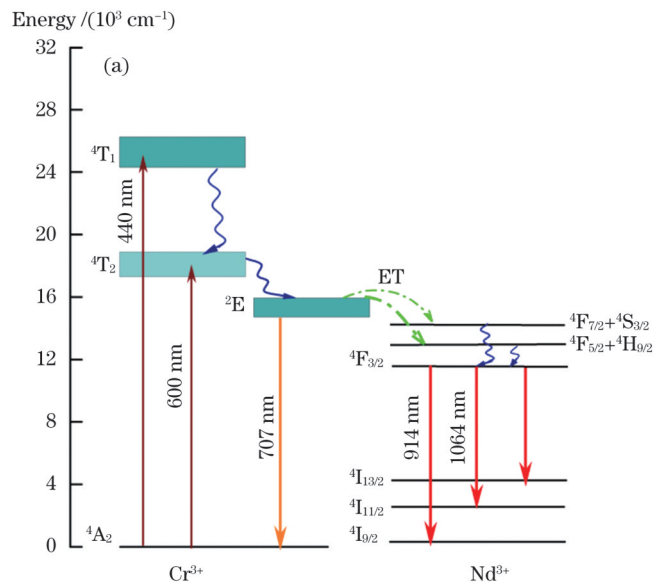 Energy /(10³ cm⁻¹)
32
(a)
28
⁴T₁
24
440 nm
20
⁴T₂
18
ET
16
²E
⁴F₇/₂+⁴S₃/₂
⁴F₅/₂+⁴H₉/₂
12
⁴F₃/₂
600 nm
707 nm
914 nm
1064 nm
8
4
⁴I₁₃/₂
⁴I₁₁/₂
⁴I₉/₂
0
⁴A₂
Cr³⁺
Nd³⁺